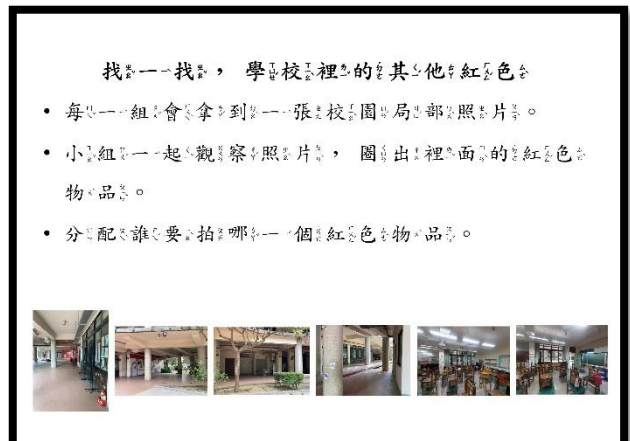 找一找，學校裡的其他紅色
• 每一組會拿到一張校園局部照片。
• 小組一起觀察照片，圈出裡面的紅色
物品。
• 分配誰要拍哪一個紅色物品。